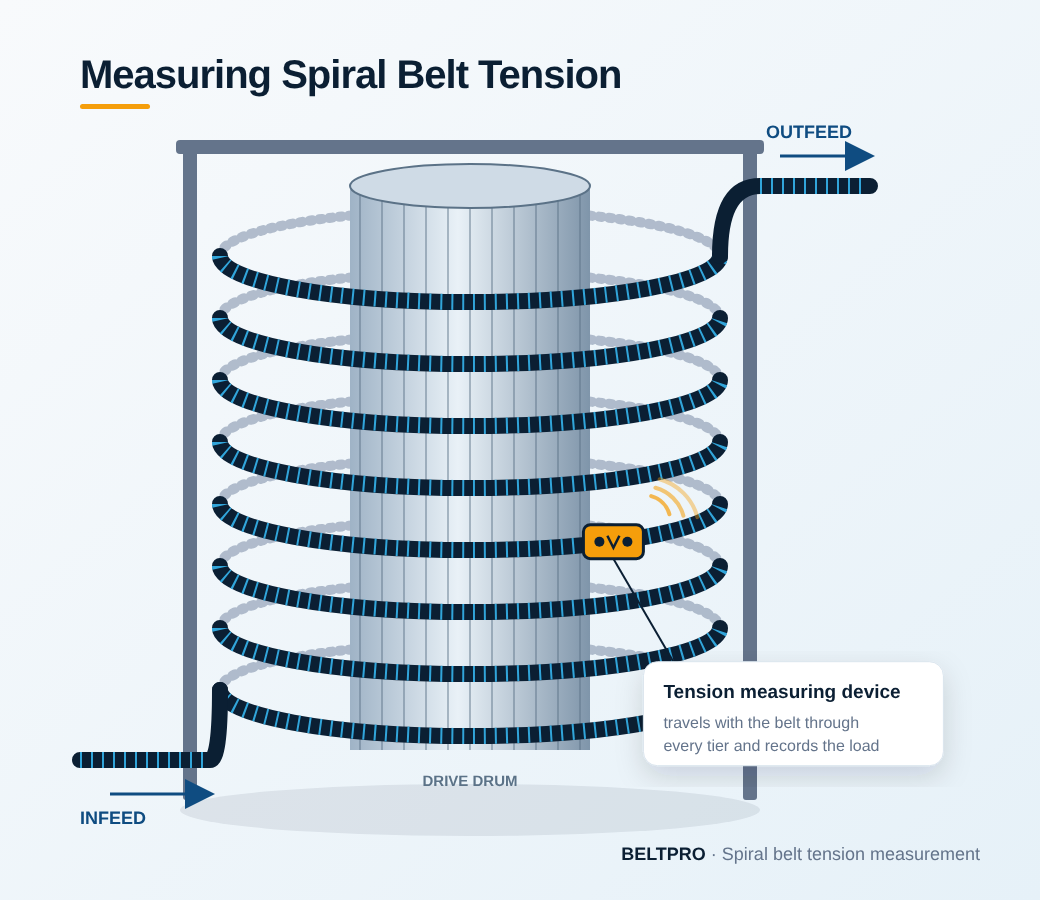 Measuring Spiral Belt Tension
OUTFEED
Tension measuring device
travels with the belt through
every tier and records the load
DRIVE DRUM
INFEED
BELTPRO · Spiral belt tension measurement